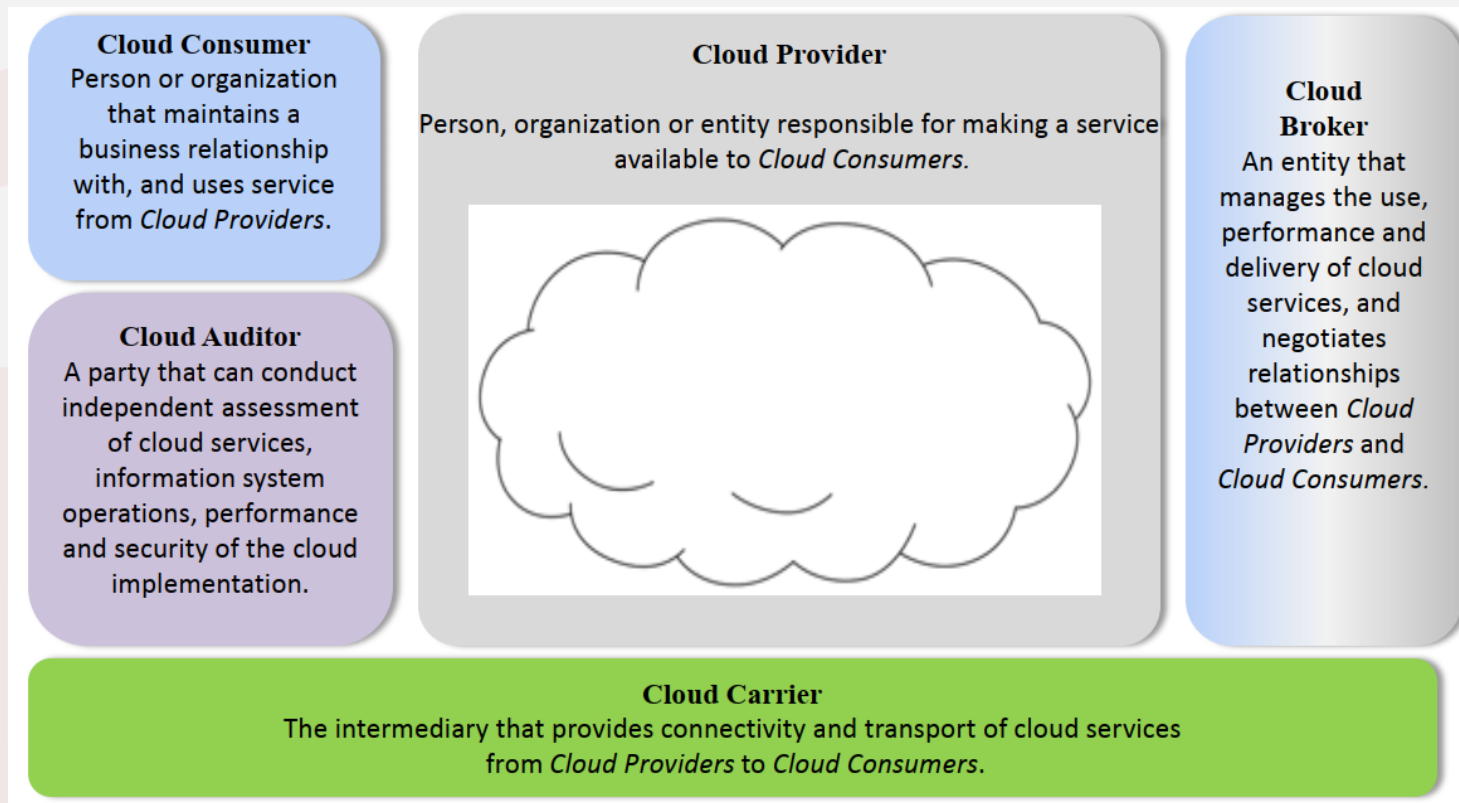 Cloud Consumer
Person or organization
that maintains a
business relationship
with, and uses service
from Cloud Providers.
Cloud Auditor
A party that can conduct
independent assessment
of cloud services,
information system
operations, performance
and security of the cloud
implementation.
Cloud Provider
Person, organization or entity responsible for making a service
available to Cloud Consumers.
Cloud
Broker
An entity that
manages the use,
performance and
delivery of cloud
services, and
negotiates
relationships
between Cloud
Providers and
Cloud Consumers.
Cloud Carrier
The intermediary that provides connectivity and transport of cloud services
from Cloud Providers to Cloud Consumers.